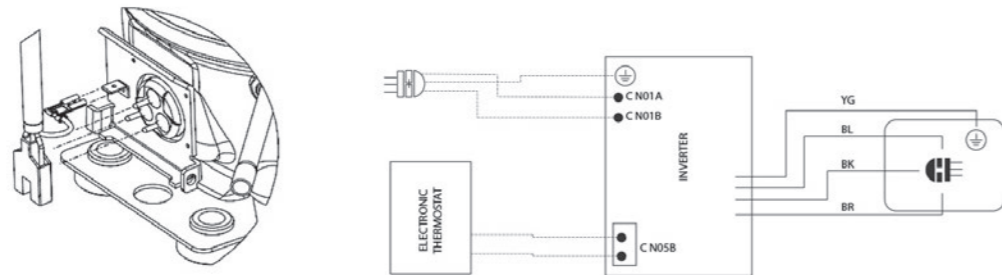 C N01A
C N01B
INVERTER
ELECTRONIC
THERMOSTAT
C N05B
YG
BL
BK
BR